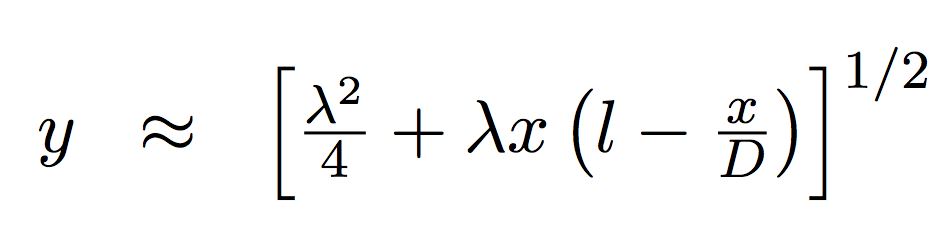 y ≈ [λ²/4 + λx (l − x/D)]^{1/2}